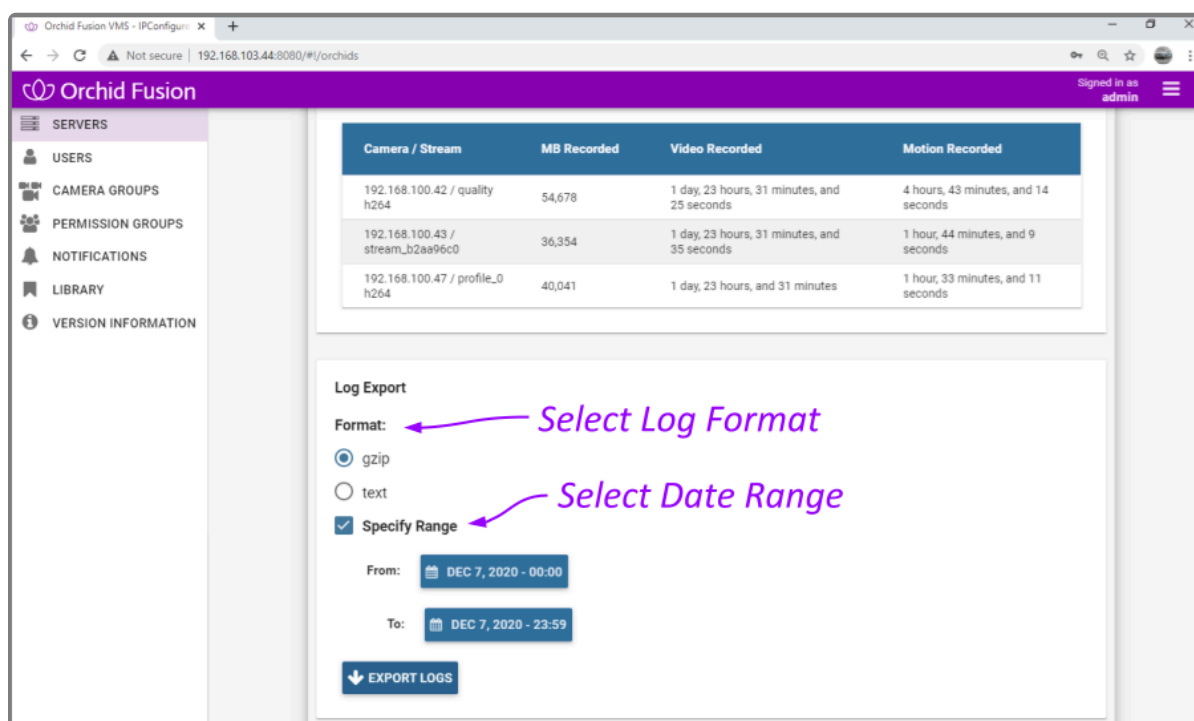 Orchid Fusion VMS - IPConfigure
Not secure | 192.168.103.44:8080/#!/orchids
Orchid Fusion
Signed in as
admin
SERVERS
USERS
CAMERA GROUPS
PERMISSION GROUPS
NOTIFICATIONS
LIBRARY
VERSION INFORMATION
Camera / Stream MB Recorded Video Recorded Motion Recorded
192.168.100.42 / quality 54,678 1 day, 23 hours, 31 minutes, and 4 hours, 43 minutes, and 14
h264 25 seconds seconds
192.168.100.43 / 36,354 1 day, 23 hours, 31 minutes, and 1 hour, 44 minutes, and 9
stream_b2aa96c0 35 seconds seconds
192.168.100.47 / profile_0 40,041 1 day, 23 hours, and 31 minutes 1 hour, 33 minutes, and 11
h264 seconds
Log Export
Format:
Select Log Format
gzip
text
Select Date Range
Specify Range
From: DEC 7, 2020 - 00:00
To: DEC 7, 2020 - 23:59
EXPORT LOGS